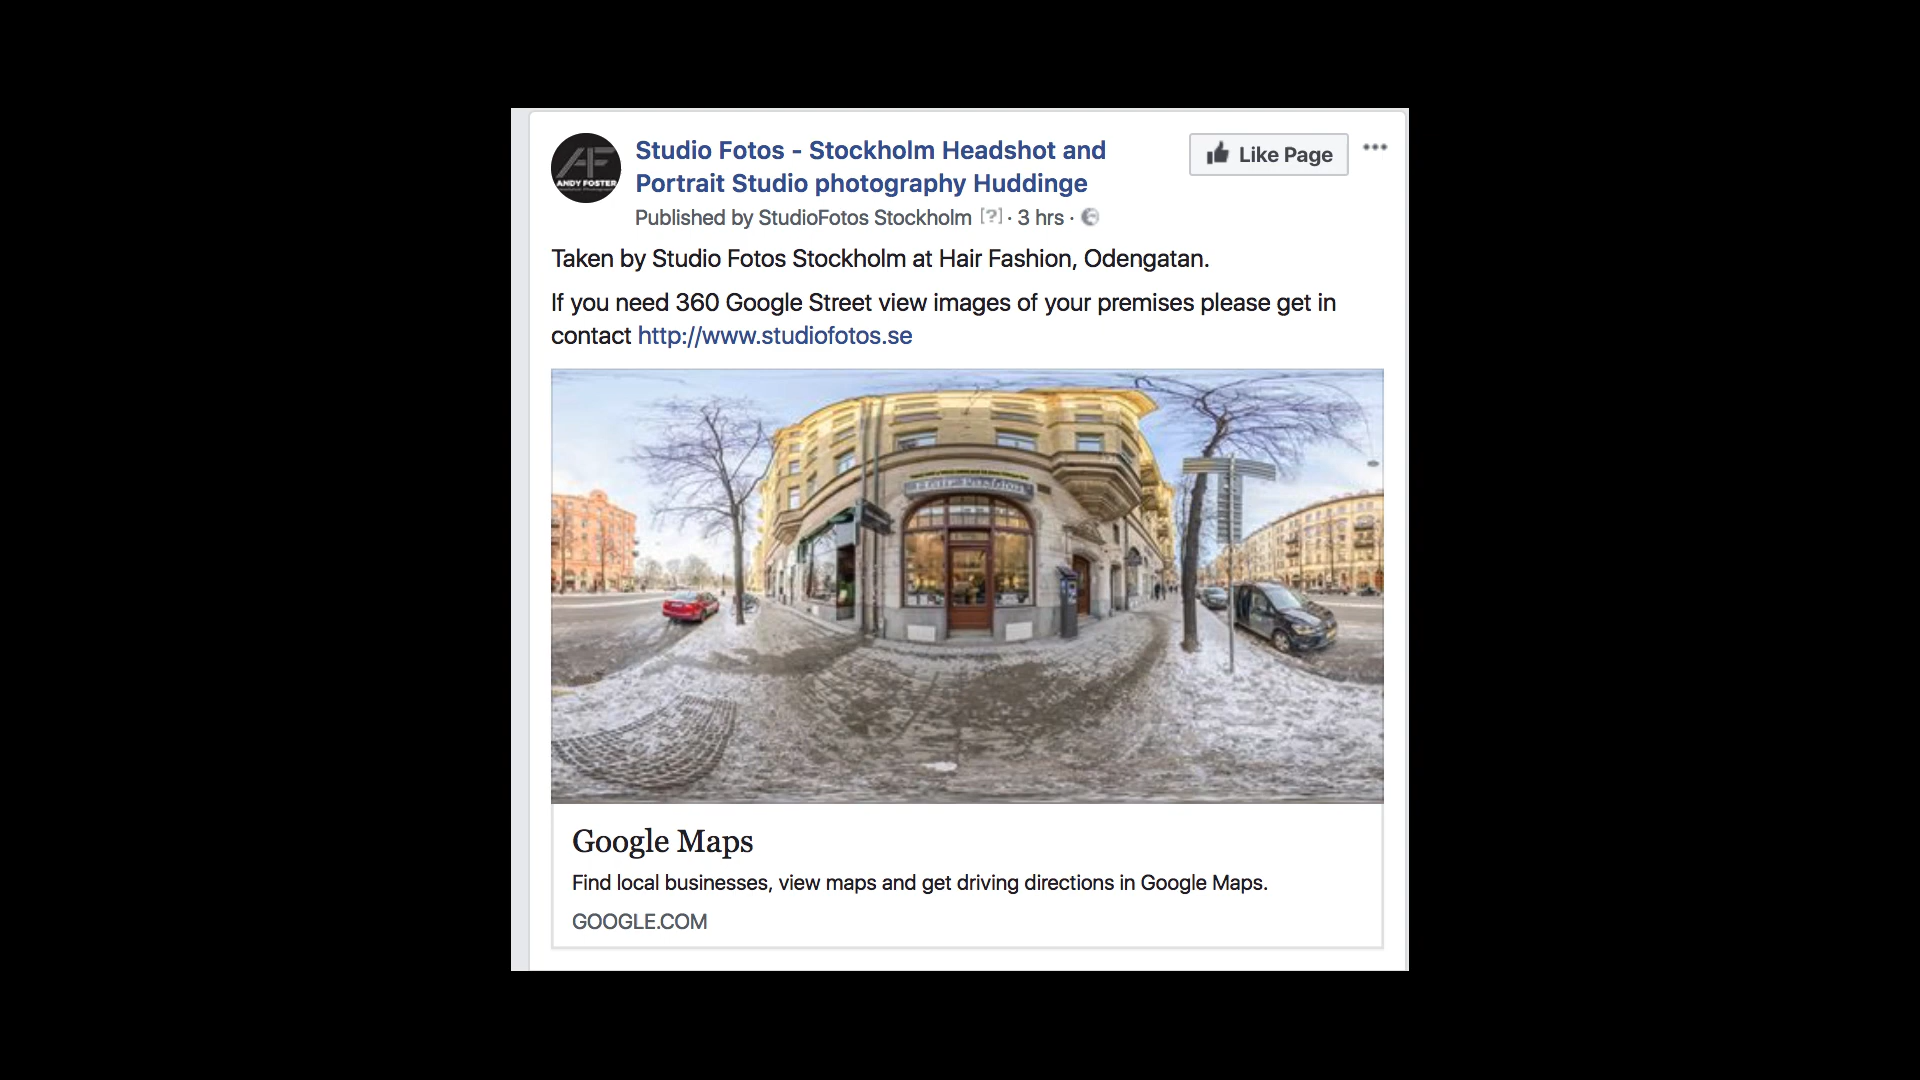 ANDY FOSTER
Studio Fotos - Stockholm Headshot and
Portrait Studio photography Huddinge
Published by StudioFotos Stockholm [?] · 3 hrs ·
Like Page
Taken by Studio Fotos Stockholm at Hair Fashion, Odengatan.
If you need 360 Google Street view images of your premises please get in
contact http://www.studiofotos.se
Hair Fashion
Google Maps
Find local businesses, view maps and get driving directions in Google Maps.
GOOGLE.COM